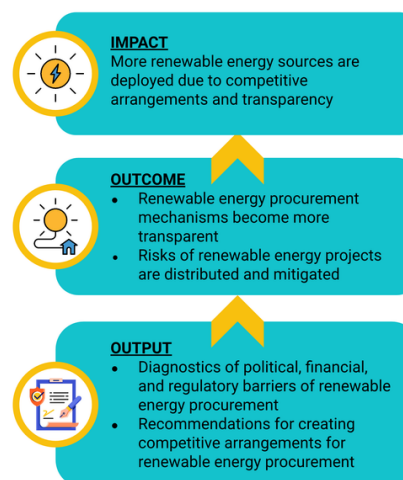 IMPACT
More renewable energy sources are
deployed due to competitive
arrangements and transparency
OUTCOME
• Renewable energy procurement
mechanisms become more
transparent
• Risks of renewable energy projects
are distributed and mitigated
OUTPUT
• Diagnostics of political, financial,
and regulatory barriers of renewable
energy procurement
• Recommendations for creating
competitive arrangements for
renewable energy procurement